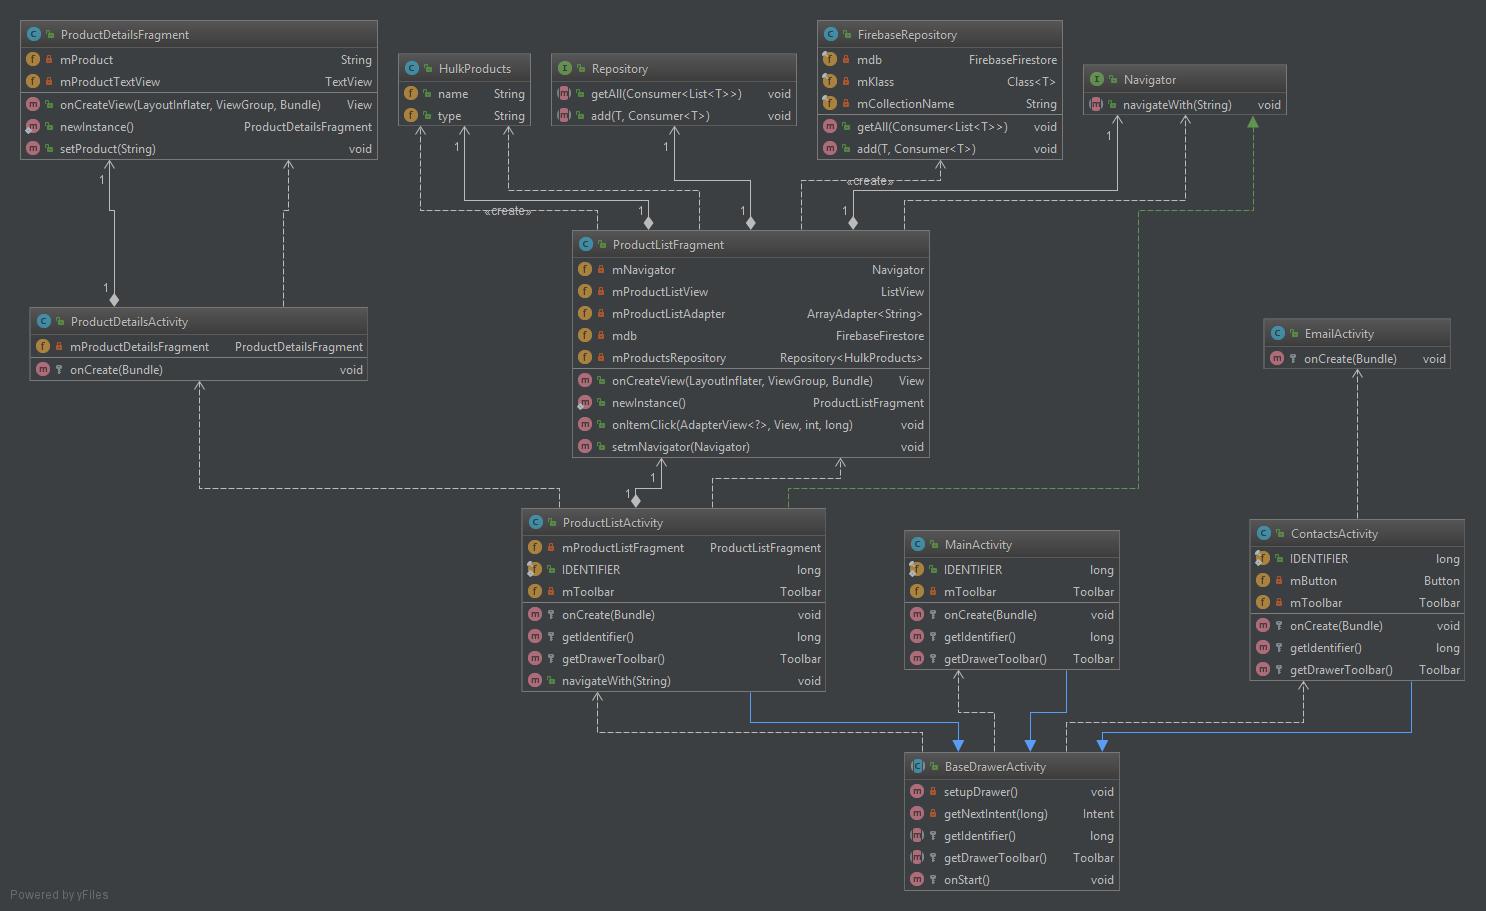 ProductDetailsFragment
mProduct String
mProductTextView TextView
onCreateView(LayoutInflater, ViewGroup, Bundle) View
newInstance() ProductDetailsFragment
setProduct(String) void
HulkProducts
name String
type String
Repository
getAll(Consumer<List<T>>) void
add(T, Consumer<T>) void
FirebaseRepository
mdb FirebaseFirestore
mKlass Class<T>
mCollectionName String
getAll(Consumer<List<T>>) void
add(T, Consumer<T>) void
Navigator
navigateWith(String) void
1
1
1
1
«create»
«create»
1
1
1
1
ProductListFragment
mNavigator Navigator
mProductListView ListView
mProductListAdapter ArrayAdapter<String>
mdb FirebaseFirestore
mProductsRepository Repository<HulkProducts>
onCreateView(LayoutInflater, ViewGroup, Bundle) View
newInstance() ProductListFragment
onItemClick(AdapterView<?>, View, int, long) void
setmNavigator(Navigator) void
ProductDetailsActivity
mProductDetailsFragment ProductDetailsFragment
onCreate(Bundle) void
EmailActivity
onCreate(Bundle) void
1
1
ProductListActivity
mProductListFragment ProductListFragment
IDENTIFIER long
mToolbar Toolbar
onCreate(Bundle) void
getIdentifier() long
getDrawerToolbar() Toolbar
navigateWith(String) void
MainActivity
IDENTIFIER long
mToolbar Toolbar
onCreate(Bundle) void
getIdentifier() long
getDrawerToolbar() Toolbar
ContactsActivity
IDENTIFIER long
mButton Button
mToolbar Toolbar
onCreate(Bundle) void
getIdentifier() long
getDrawerToolbar() Toolbar
BaseDrawerActivity
setupDrawer() void
getNextIntent(long) Intent
getIdentifier() long
getDrawerToolbar() Toolbar
onStart() void
Powered by yFiles